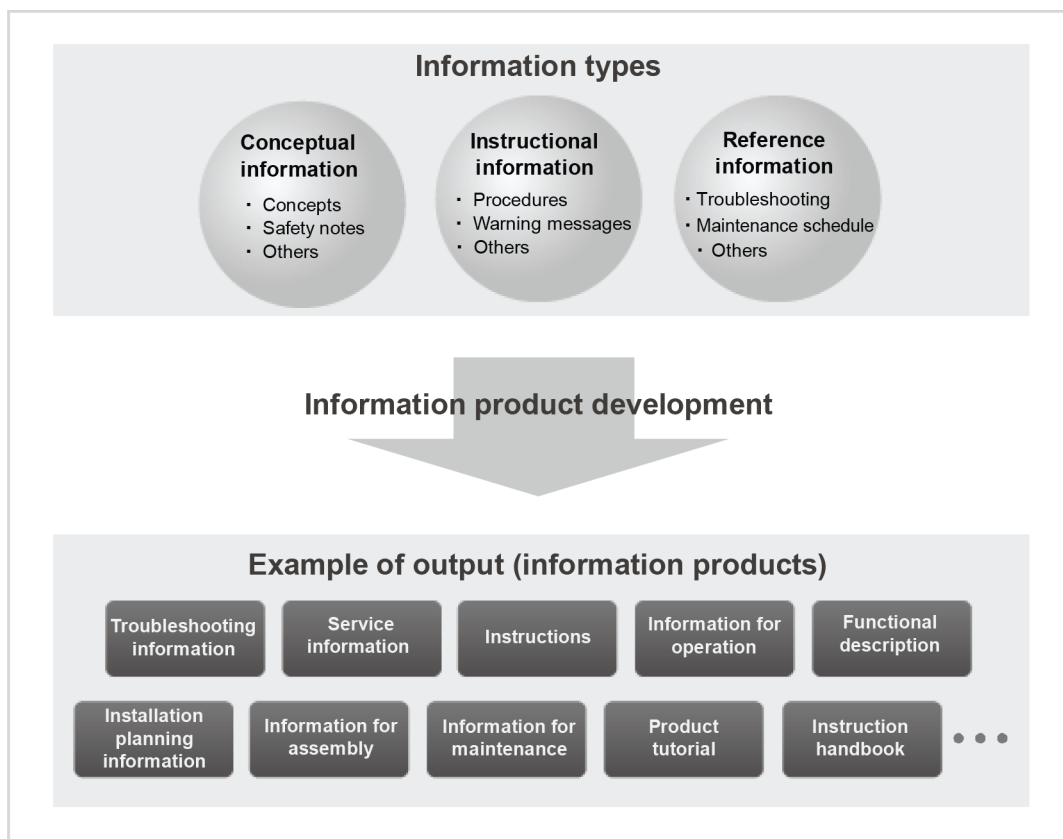 Information types
Conceptual
information
· Concepts
· Safety notes
· Others
Instructional
information
· Procedures
· Warning messages
· Others
Reference
information
· Troubleshooting
· Maintenance schedule
· Others
Information product development
Example of output (information products)
Troubleshooting
information
Service
information
Instructions
Information for
operation
Functional
description
Installation
planning
information
Information for
assembly
Information for
maintenance
Product
tutorial
Instruction
handbook
• • •